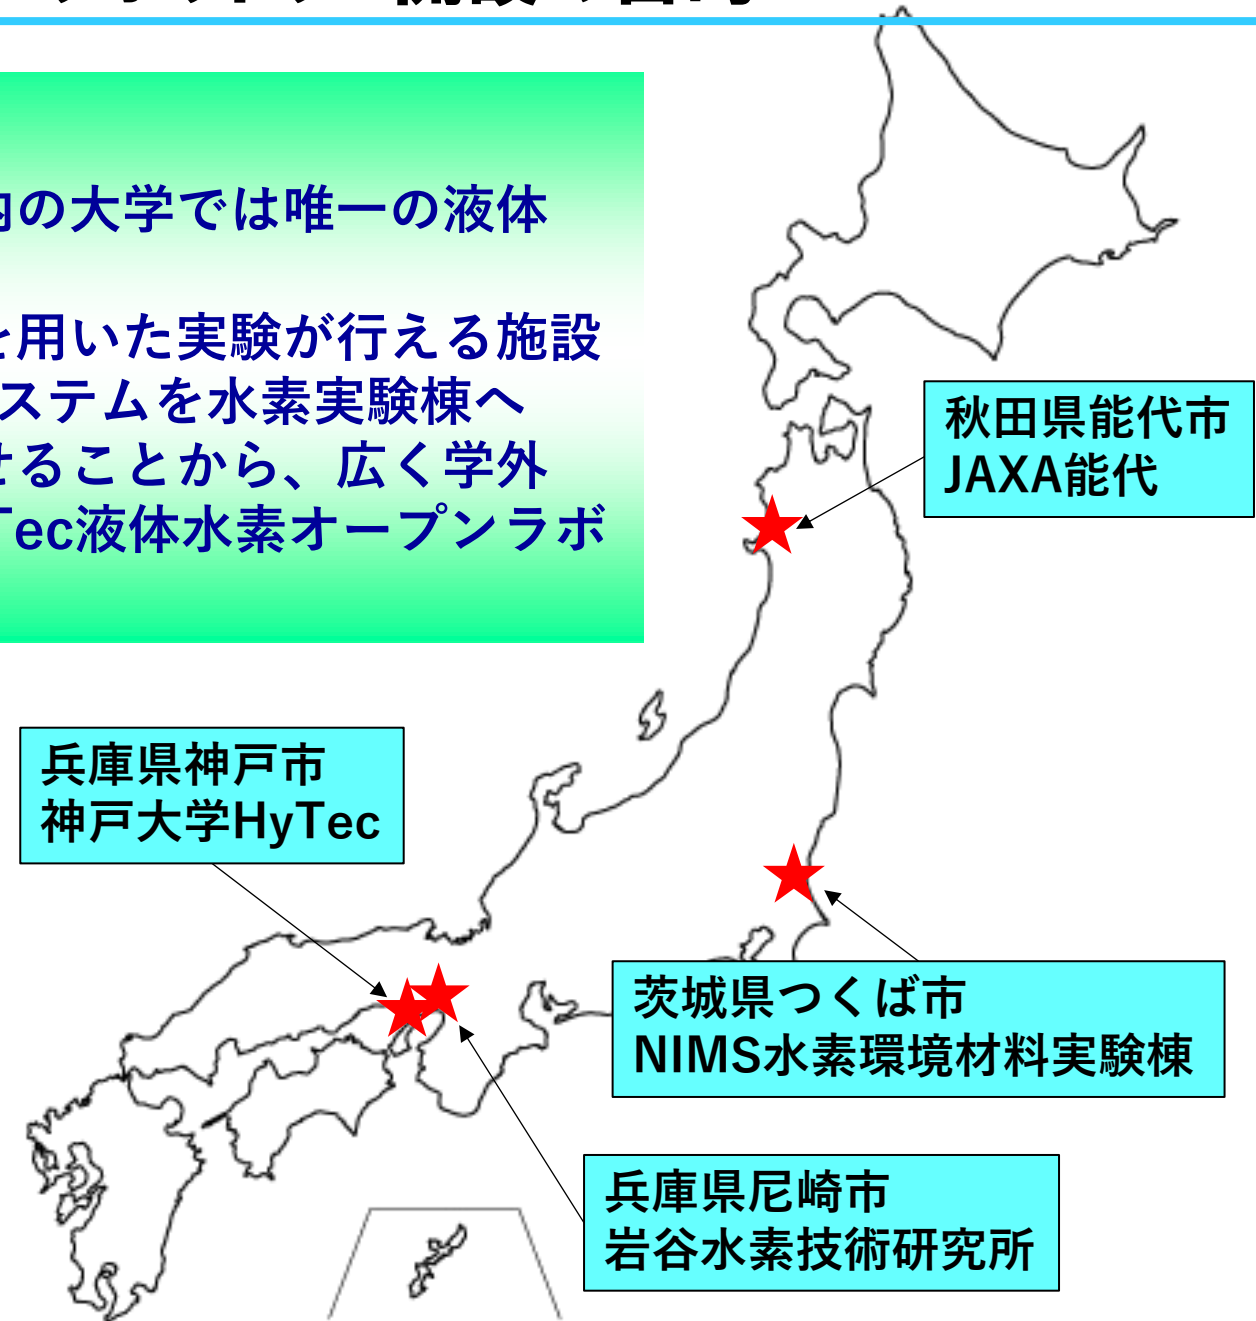 内の大学では唯一の液体
を用いた実験が行える施設
ステムを水素実験棟へ
せることから、広く学外
Tec液体水素オープンラボ
秋田県能代市
JAXA能代
兵庫県神戸市
神戸大学HyTec
茨城県つくば市
NIMS水素環境材料実験棟
兵庫県尼崎市
岩谷水素技術研究所